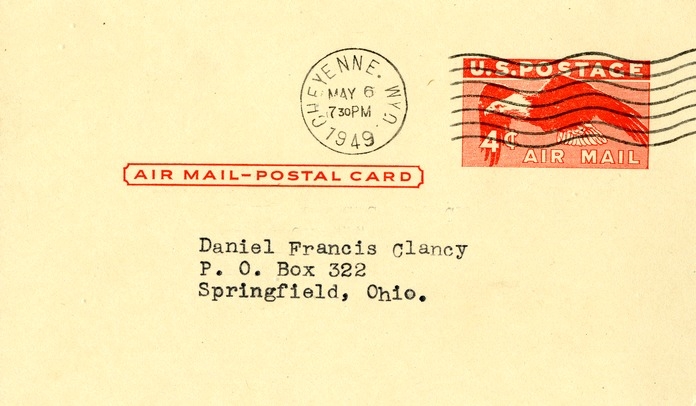 CHEYENNE. WYO.
MAY 6
7 30 PM
1949
U.S. POSTAGE
4¢
AIR MAIL
AIR MAIL-POSTAL CARD
Daniel Francis Clancy
P. O. Box 322
Springfield, Ohio.